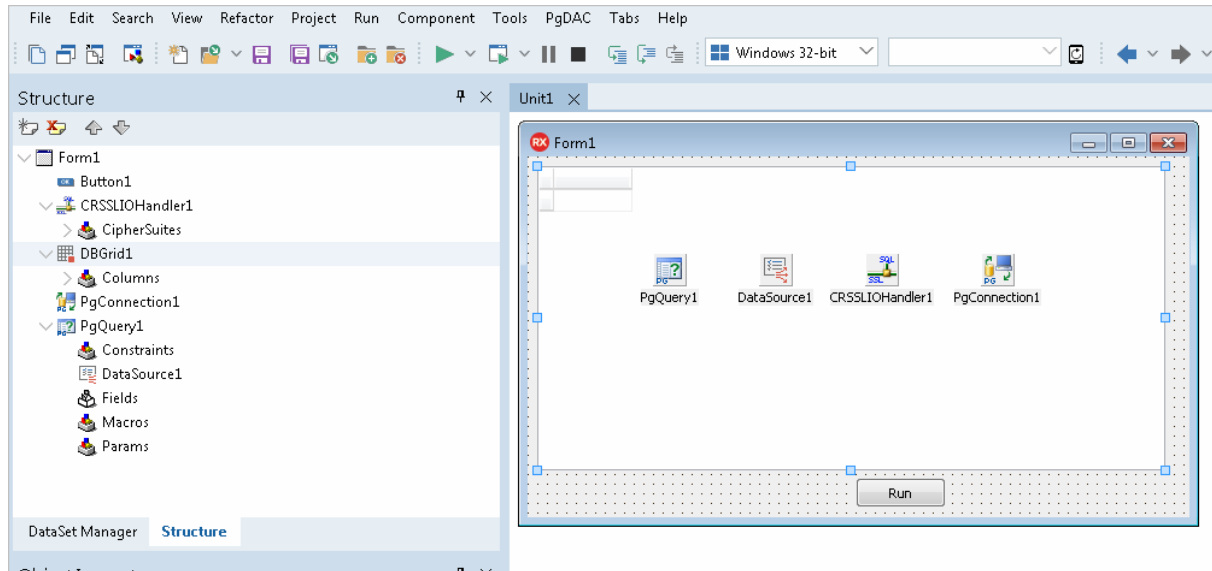 File Edit Search View Refactor Project Run Component Tools PgDAC Tabs Help
Windows 32-bit
Structure
Unit1
Form1
Button1
CRSSLIOHandler1
CipherSuites
DBGrid1
Columns
PgConnection1
PgQuery1
Constraints
DataSource1
Fields
Macros
Params
DataSet Manager Structure
RX Form1
PgQuery1 DataSource1 CRSSLIOHandler1 PgConnection1
Run